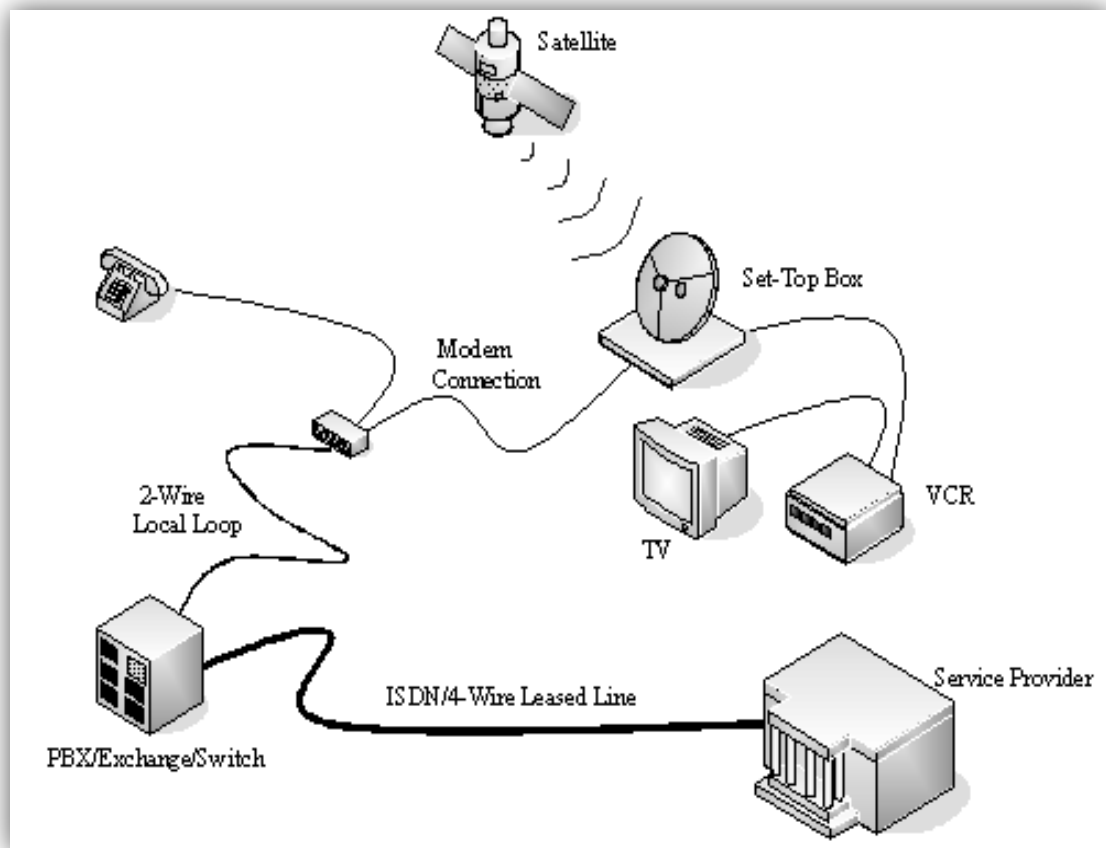 Satellite
Set-Top Box
Modem
Connection
2-Wire
Local Loop
VCR
TV
Service Provider
ISDN/4-Wire Leased Line
PBX/Exchange/Switch